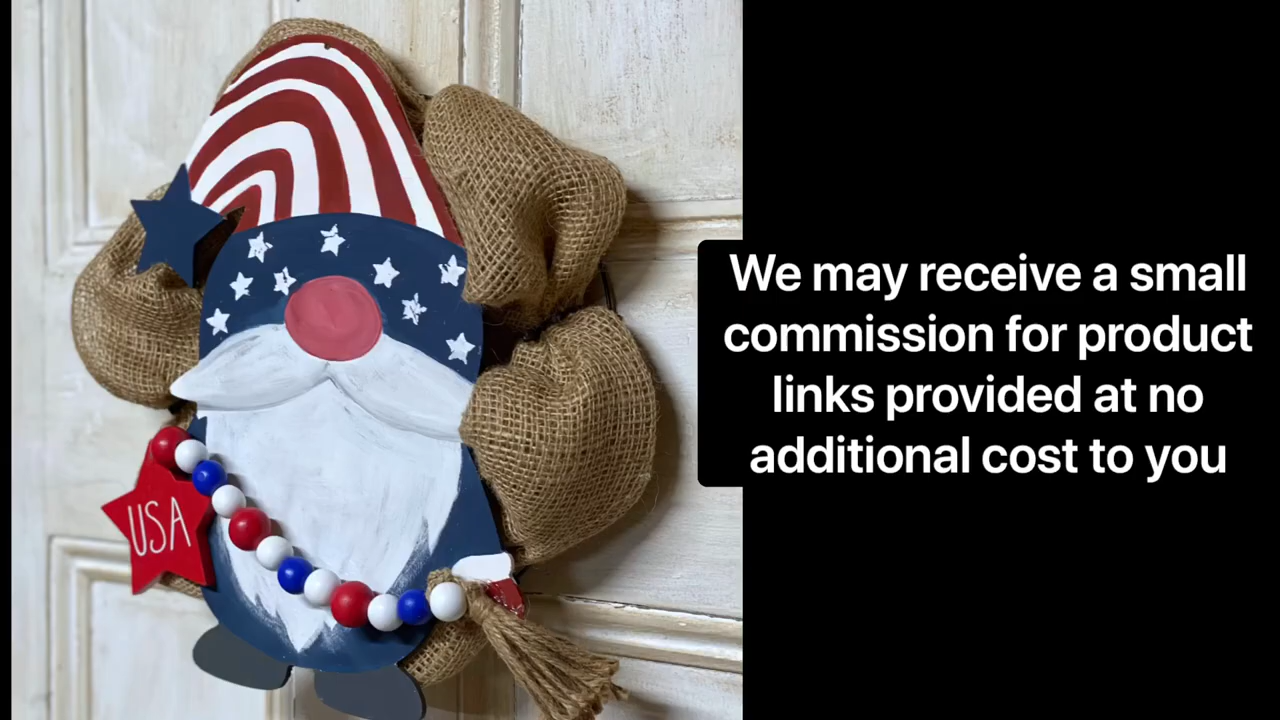 We may receive a small
commission for product
links provided at no
additional cost to you
USA